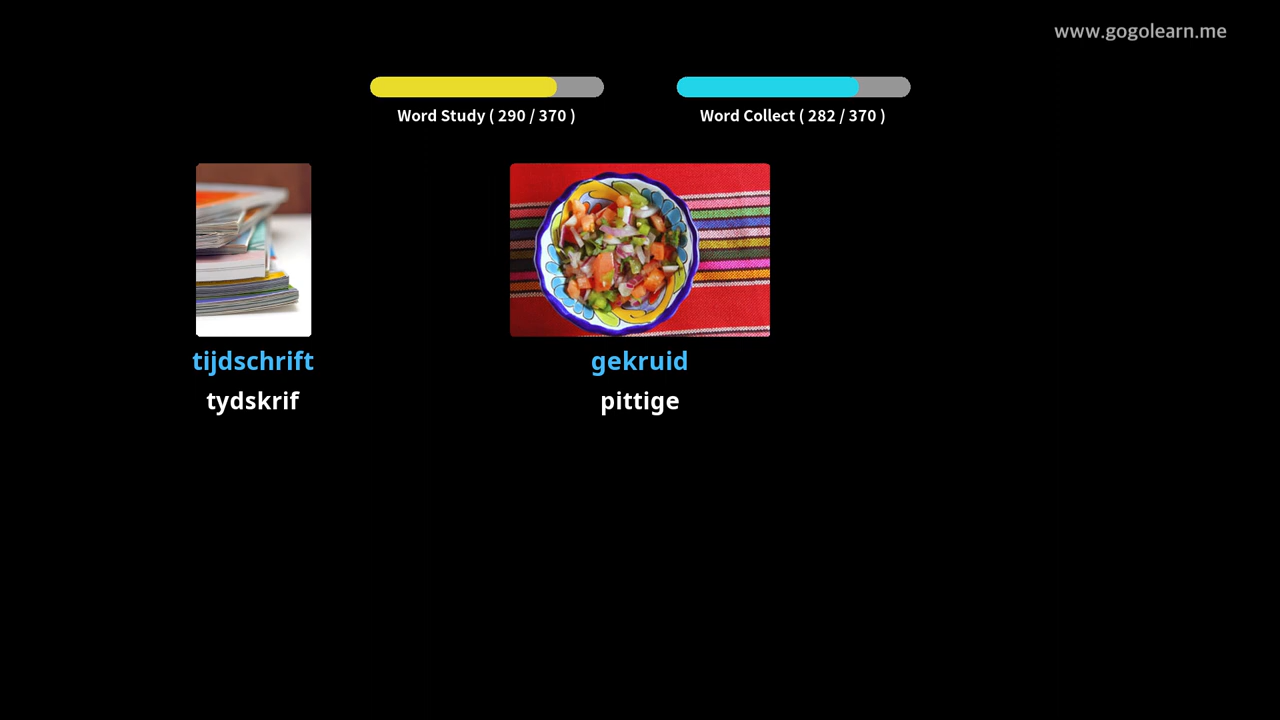 www.gogolearn.me
Word Study ( 290 / 370 )
Word Collect ( 282 / 370 )
tijdschrift
tydskrif
gekruid
pittige